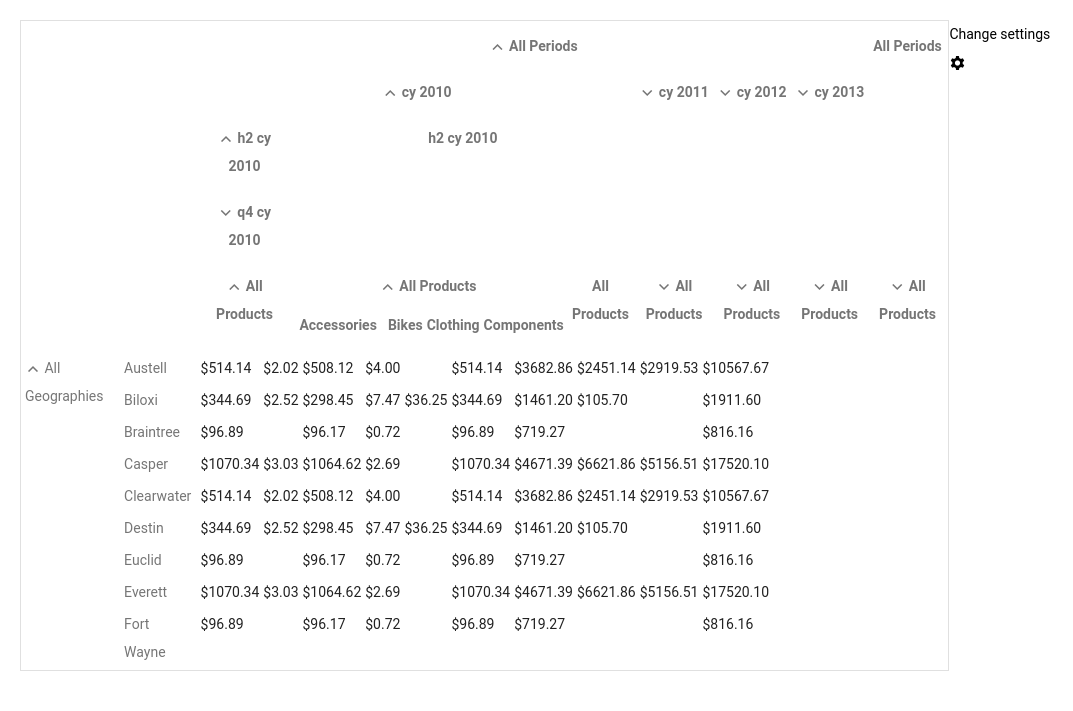 All Periods All Periods Change settings
cy 2010 cy 2011 cy 2012 cy 2013
h2 cy h2 cy 2010
2010
q4 cy
2010
All All Products All All All All All
Products Products Products Products Products Products
Accessories Bikes Clothing Components
All Austell $514.14 $2.02 $508.12 $4.00 $514.14 $3682.86 $2451.14 $2919.53 $10567.67
Geographies Biloxi $344.69 $2.52 $298.45 $7.47 $36.25 $344.69 $1461.20 $105.70 $1911.60
Braintree $96.89 $96.17 $0.72 $96.89 $719.27 $816.16
Casper $1070.34 $3.03 $1064.62 $2.69 $1070.34 $4671.39 $6621.86 $5156.51 $17520.10
Clearwater $514.14 $2.02 $508.12 $4.00 $514.14 $3682.86 $2451.14 $2919.53 $10567.67
Destin $344.69 $2.52 $298.45 $7.47 $36.25 $344.69 $1461.20 $105.70 $1911.60
Euclid $96.89 $96.17 $0.72 $96.89 $719.27 $816.16
Everett $1070.34 $3.03 $1064.62 $2.69 $1070.34 $4671.39 $6621.86 $5156.51 $17520.10
Fort $96.89 $96.17 $0.72 $96.89 $719.27 $816.16
Wayne